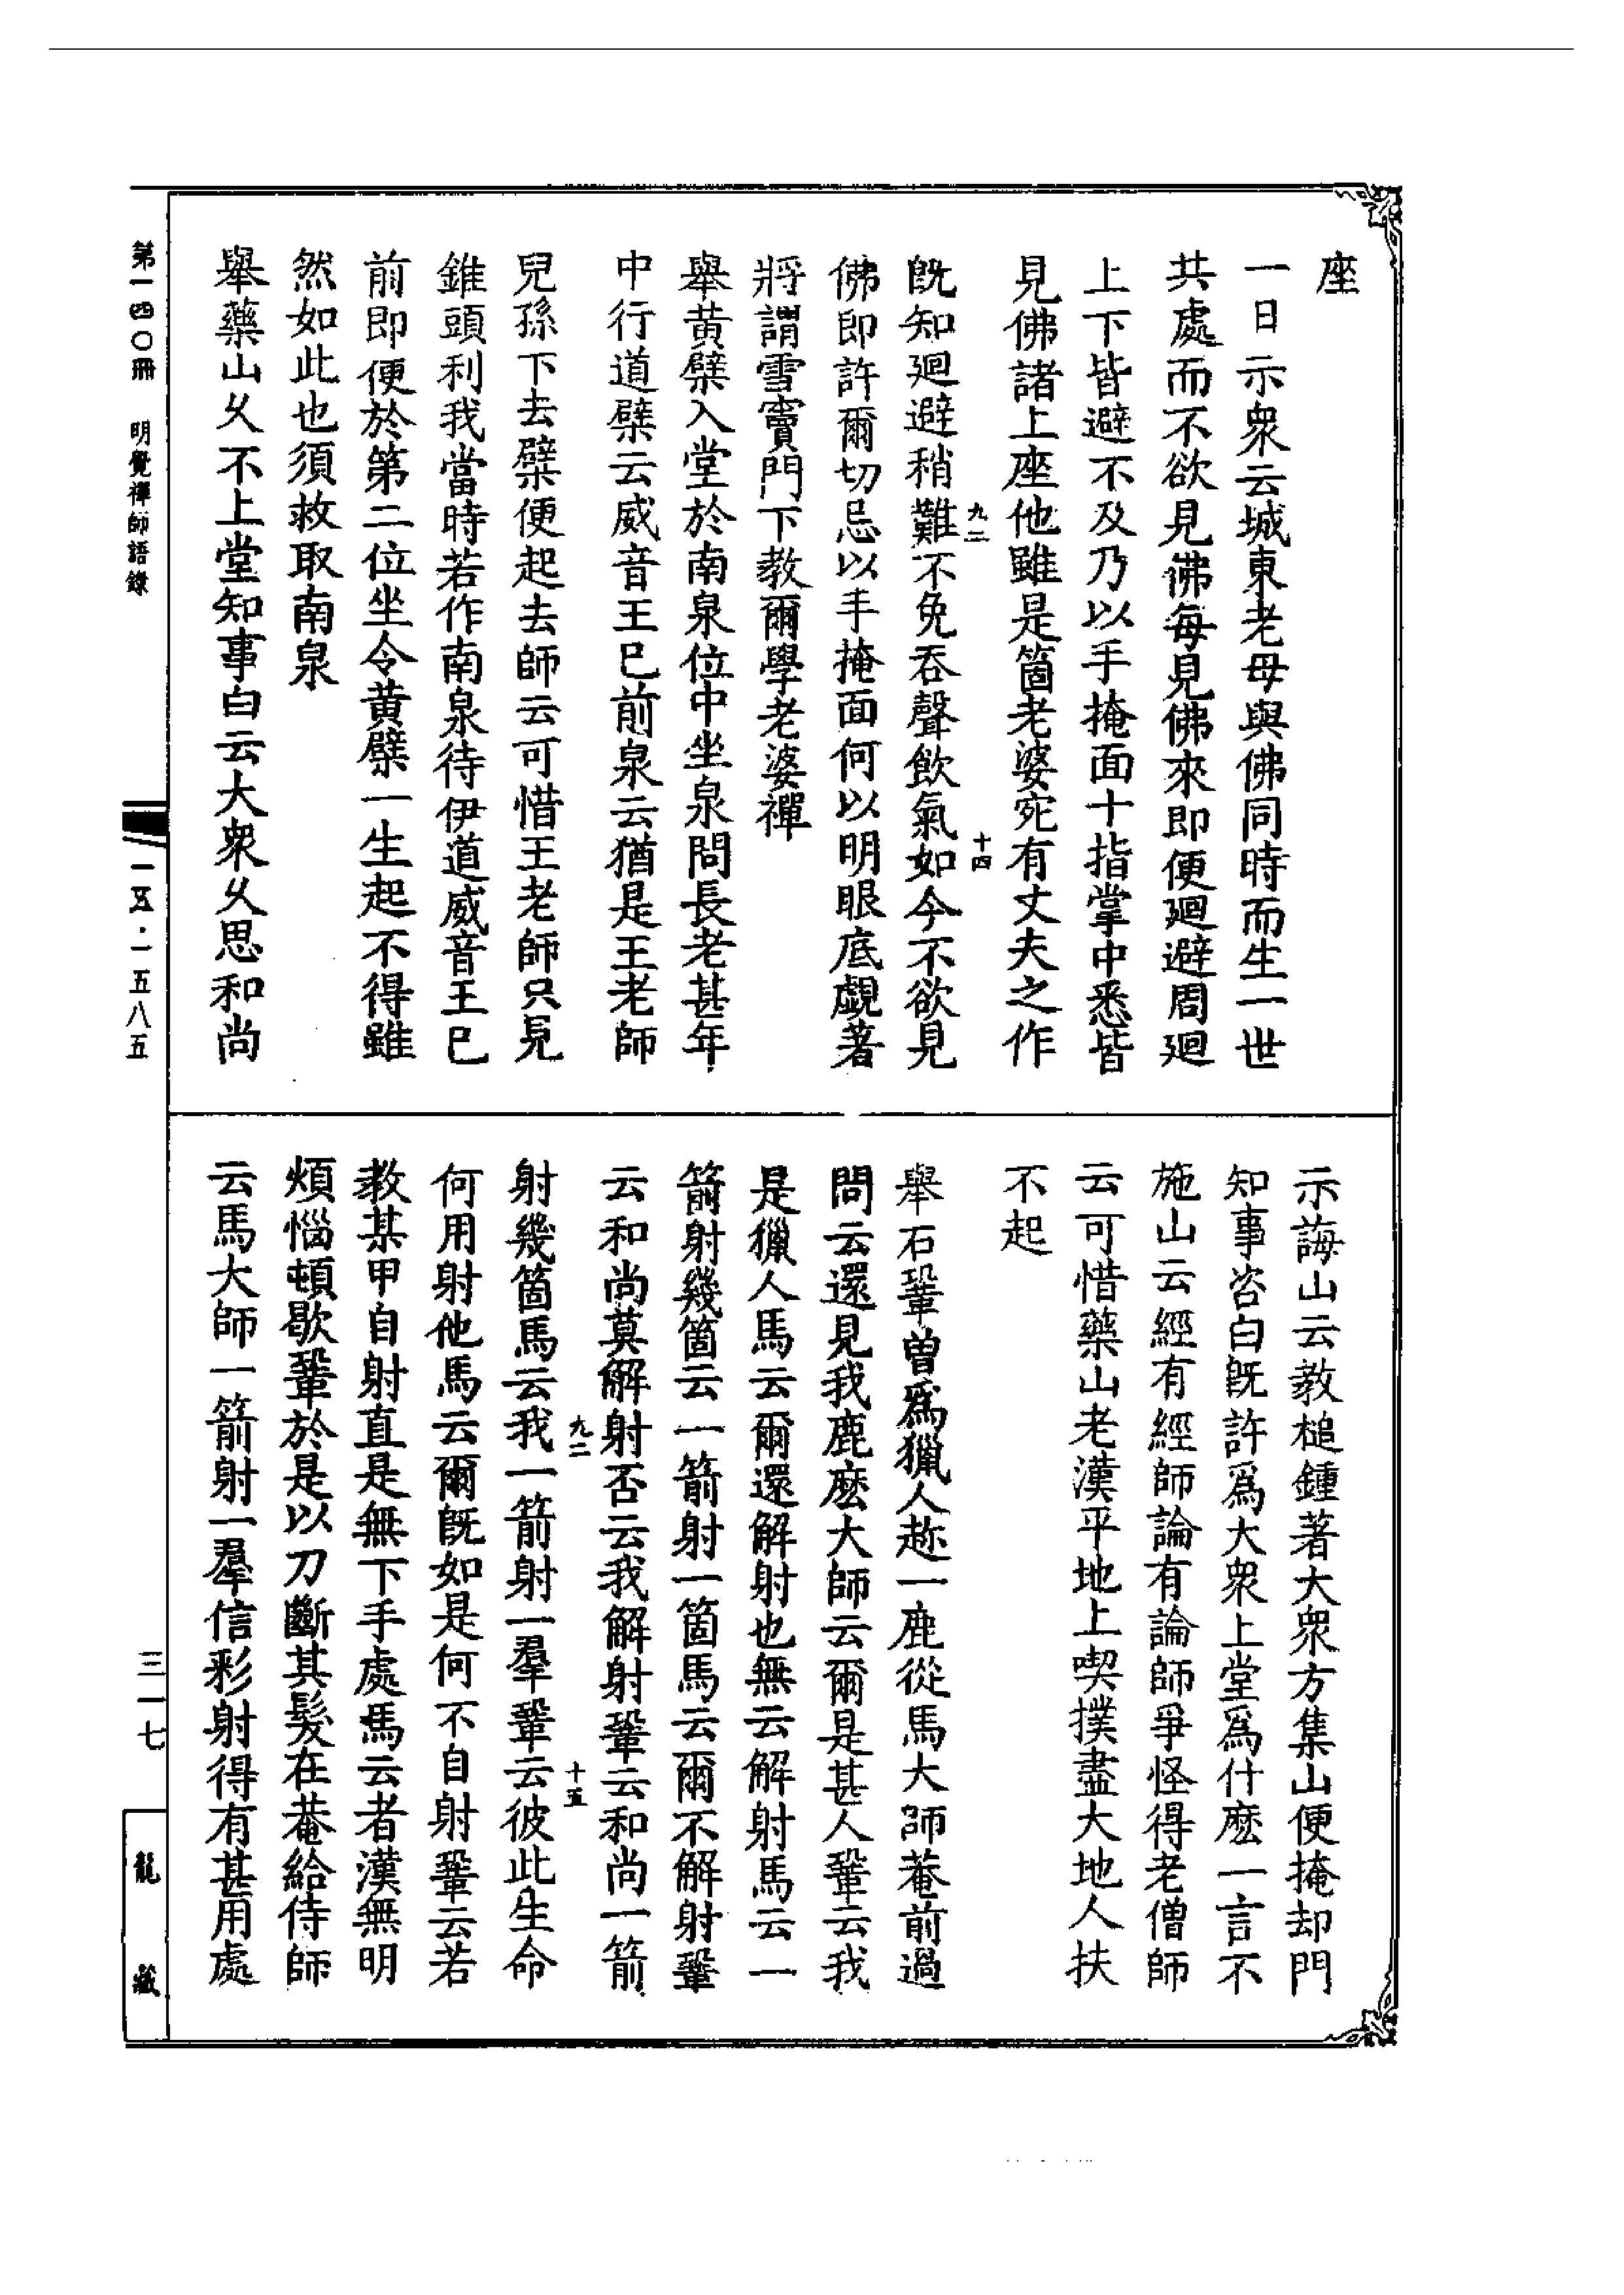 座
一日示衆云城東老母與佛同時而生一世
共處而不欲見佛每見佛來即便廻避周廻
上下皆避不及乃以手掩面十指掌中悉皆
見佛諸上座他雖是箇老婆宛有丈夫之作
九二 十四
旣知廻避稍難不免吞聲飮氣如今不欲見
佛即許爾切忌以手掩面何以明眼底覷著
將謂雪竇門下教爾學老婆禪
舉黄檗入堂於南泉位中坐泉問長老甚年
中行道檗云威音王已前泉云猶是王老師
兒孫下去檗便起去師云可惜王老師只見
錐頭利我當時若作南泉待伊道威音王已
前即便於第二位坐令黄檗一生起不得雖
然如此也須救取南泉
舉藥山乆不上堂知事白云大衆乆思和尚
示誨山云教槌鍾著大衆方集山便掩却門
知事咨白旣許爲大衆上堂爲什麽一言不
施山云經有經師論有論師爭怪得老僧師
云可惜藥山老漢平地上喫撲盡大地人扶
不起
舉石鞏曽爲獵人趂一鹿從馬大師菴前過
問云還見我鹿麽大師云爾是甚人鞏云我
是獵人馬云爾還解射也無云解射馬云一
箭射幾箇云一箭射一箇馬云爾不解射鞏
云和尚莫解射否云我解射鞏云和尚一箭
九二 十五
射幾箇馬云我一箭射一羣鞏云彼此生命
何用射他馬云爾旣如是何不自射鞏云若
教某甲自射直是無下手處馬云者漢無明
煩惱頓歇鞏於是以刀斷其髮在菴給侍師
云馬大師一箭射一羣信彩射得有甚用處
第一四〇冊 明覺禪師語錄
一五·一五八五
三一七
龍藏